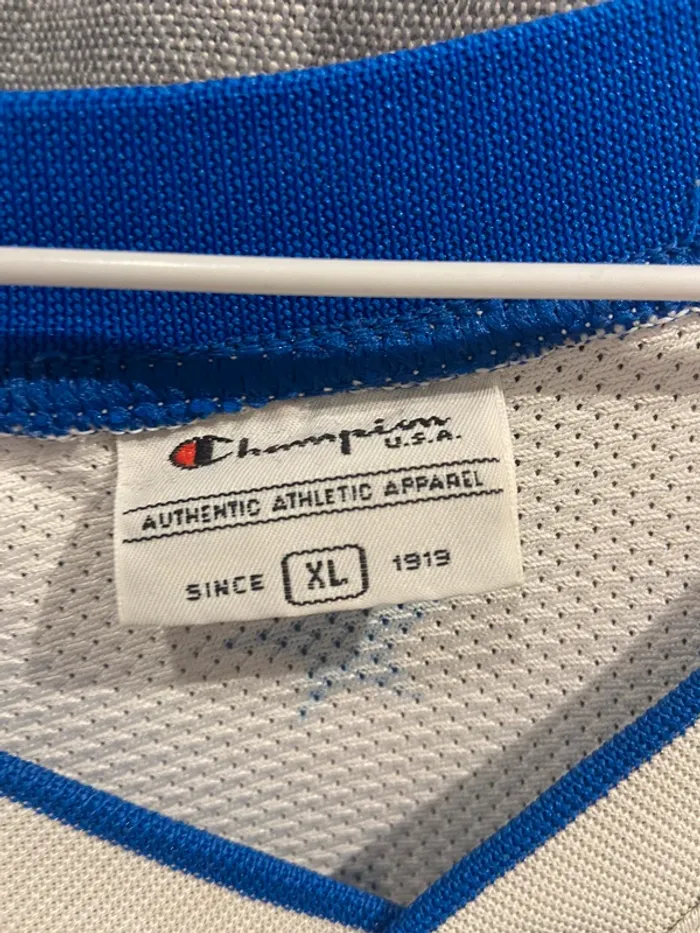 Champion
U.S.A.
AUTHENTIC ATHLETIC APPAREL
SINCE XL 1919